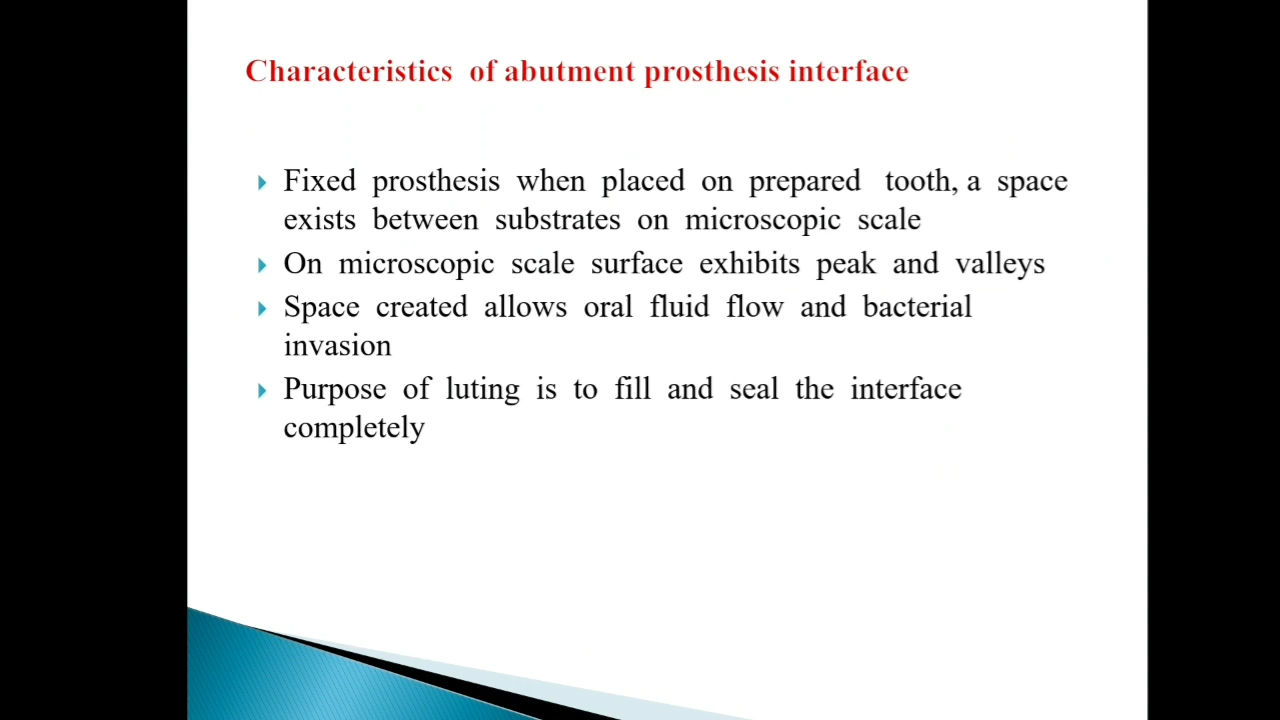 Characteristics of abutment prosthesis interface
Fixed prosthesis when placed on prepared tooth, a space
exists between substrates on microscopic scale
On microscopic scale surface exhibits peak and valleys
Space created allows oral fluid flow and bacterial
invasion
Purpose of luting is to fill and seal the interface
completely